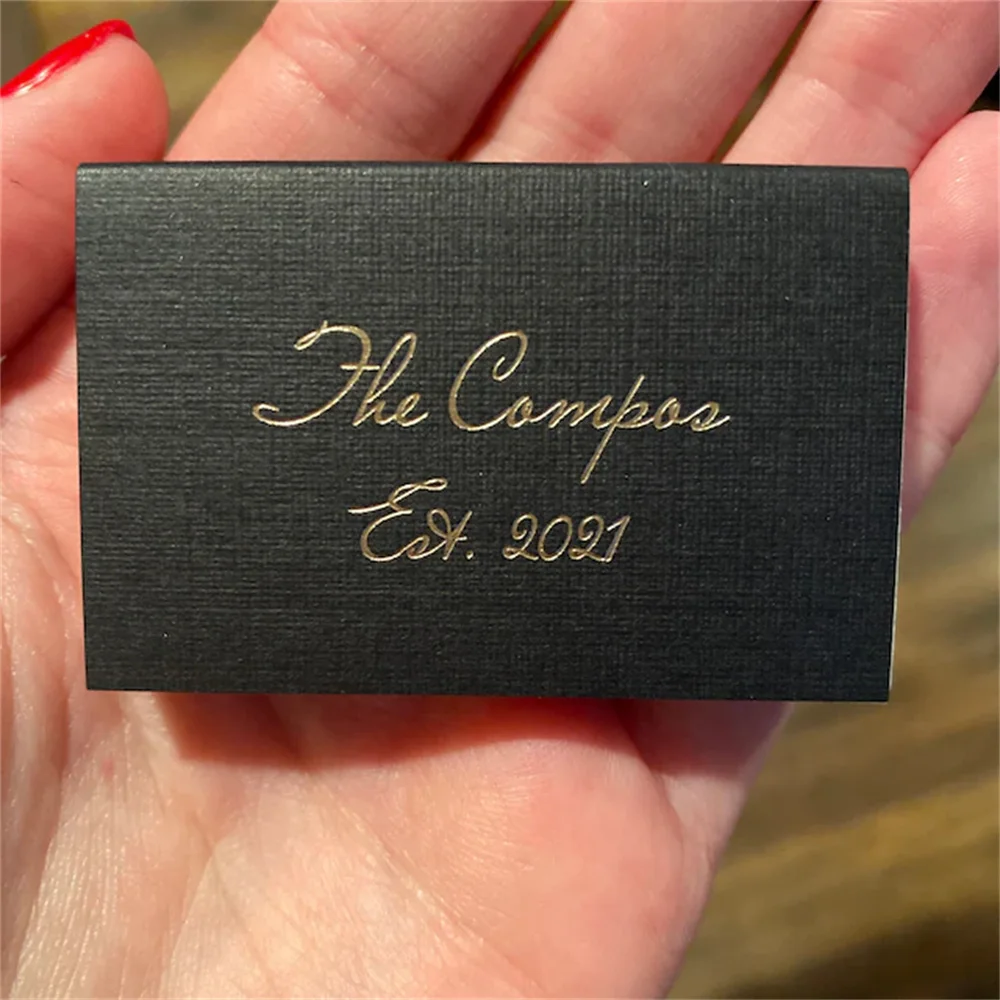 The Compos
Est. 2021